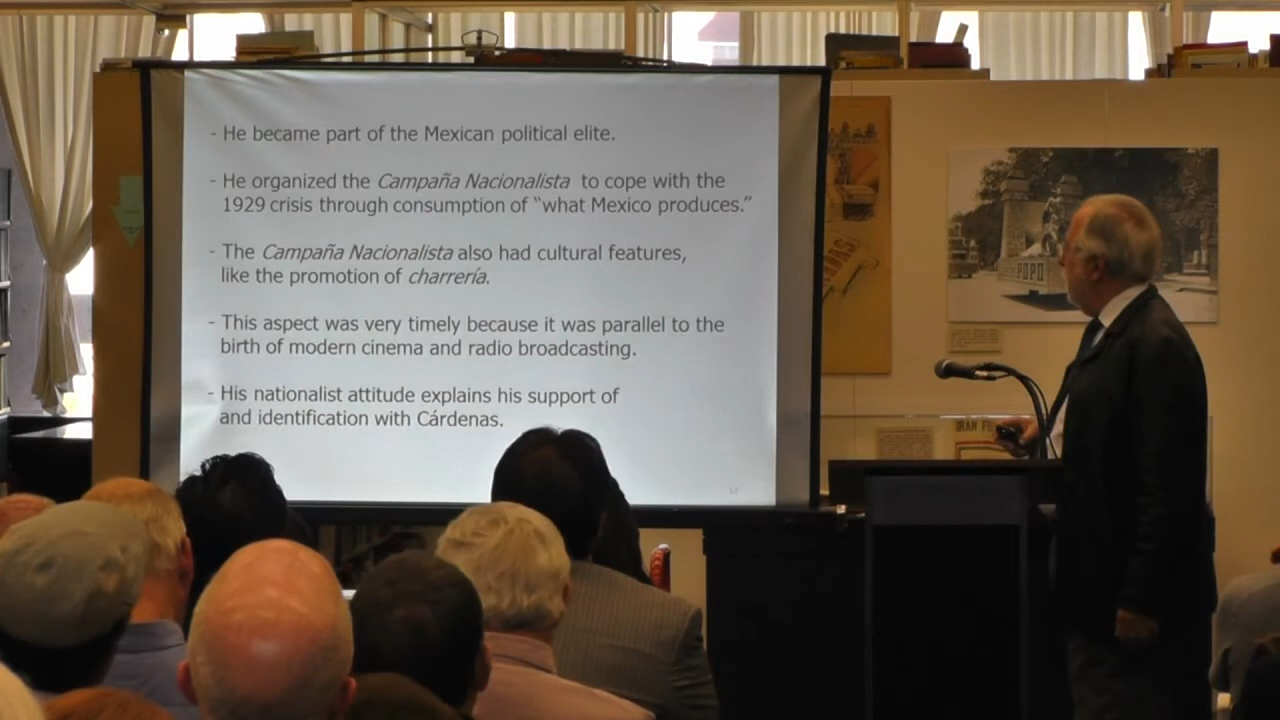 - He became part of the Mexican political elite.
- He organized the Campaña Nacionalista to cope with the
1929 crisis through consumption of “what Mexico produces.”
- The Campaña Nacionalista also had cultural features,
like the promotion of charrería.
- This aspect was very timely because it was parallel to the
birth of modern cinema and radio broadcasting.
- His nationalist attitude explains his support of
and identification with Cárdenas.
12
POPO
GRAN